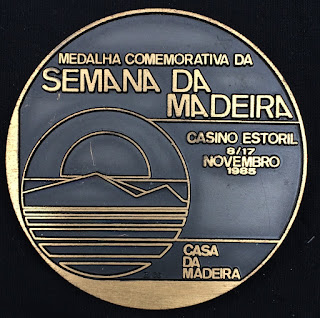 MEDALHA COMEMORATIVA DA
SEMANA DA
MADEIRA
CASINO ESTORIL
8/17
NOVEMBRO
1985
CASA
DA
MADEIRA